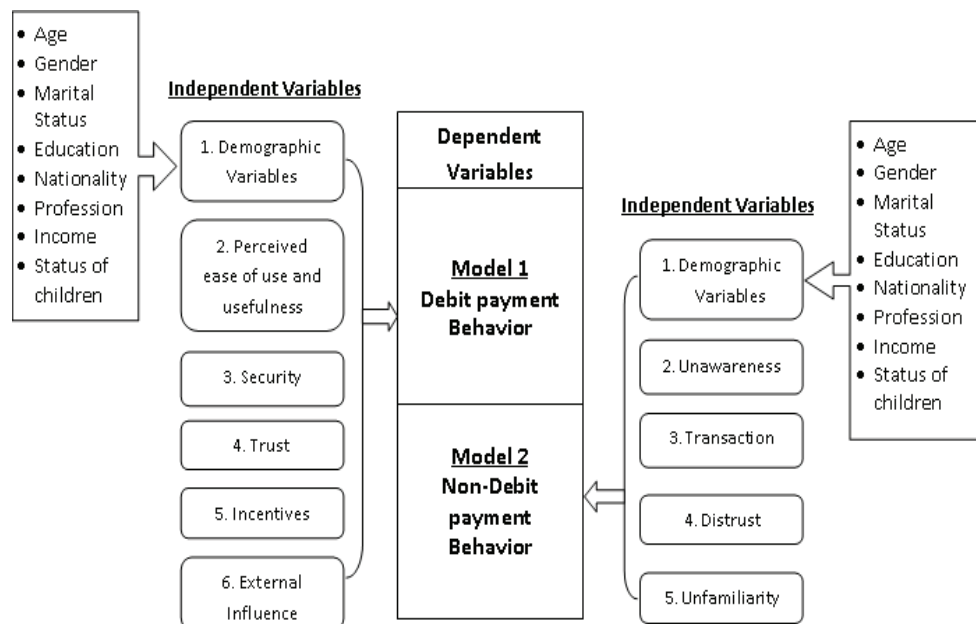 • Age
• Gender
• Marital
Status
• Education
• Nationality
• Profession
• Income
• Status of
children
Independent Variables
1. Demographic
Variables
2. Perceived
ease of use and
usefulness
3. Security
4. Trust
5. Incentives
6. External
Influence
Dependent
Variables
Model 1
Debit payment
Behavior
Model 2
Non-Debit
payment
Behavior
Independent Variables
1. Demographic
Variables
2. Unawareness
3. Transaction
4. Distrust
5. Unfamiliarity
• Age
• Gender
• Marital
Status
• Education
• Nationality
• Profession
• Income
• Status of
children